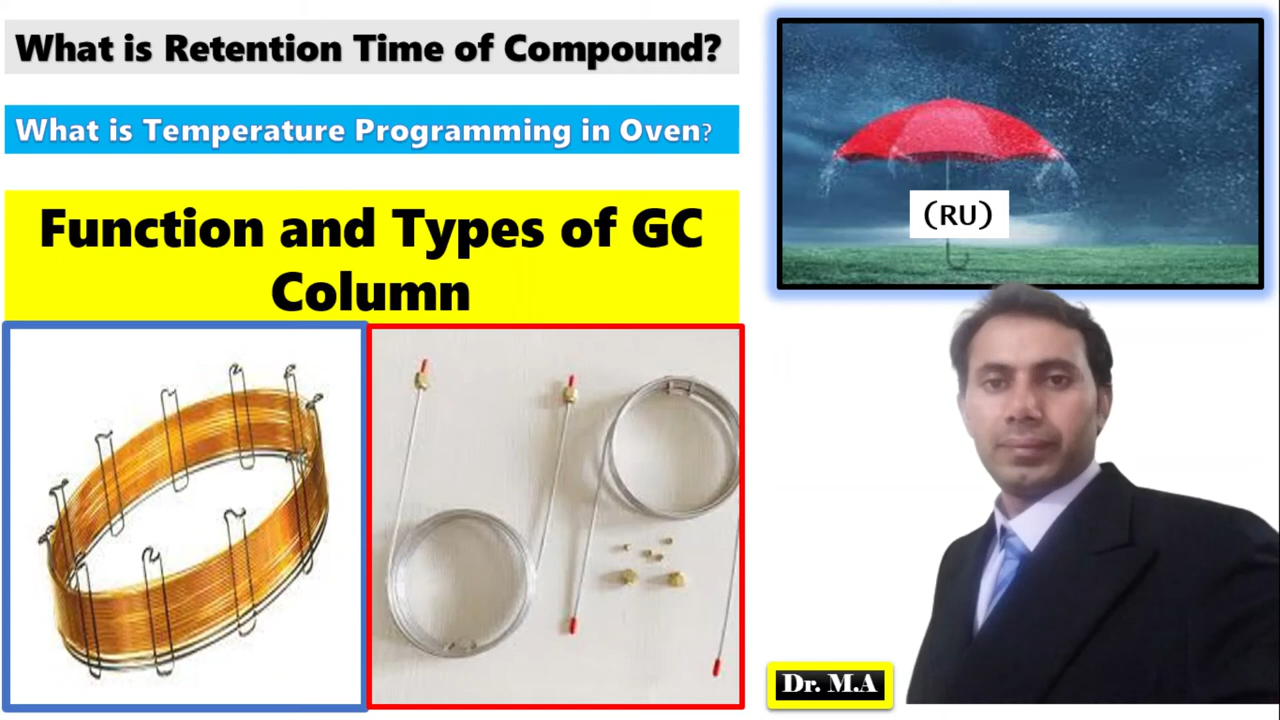 What is Retention Time of Compound?
What is Temperature Programming in Oven?
Function and Types of GC
Column
(RU)
Dr. M.A